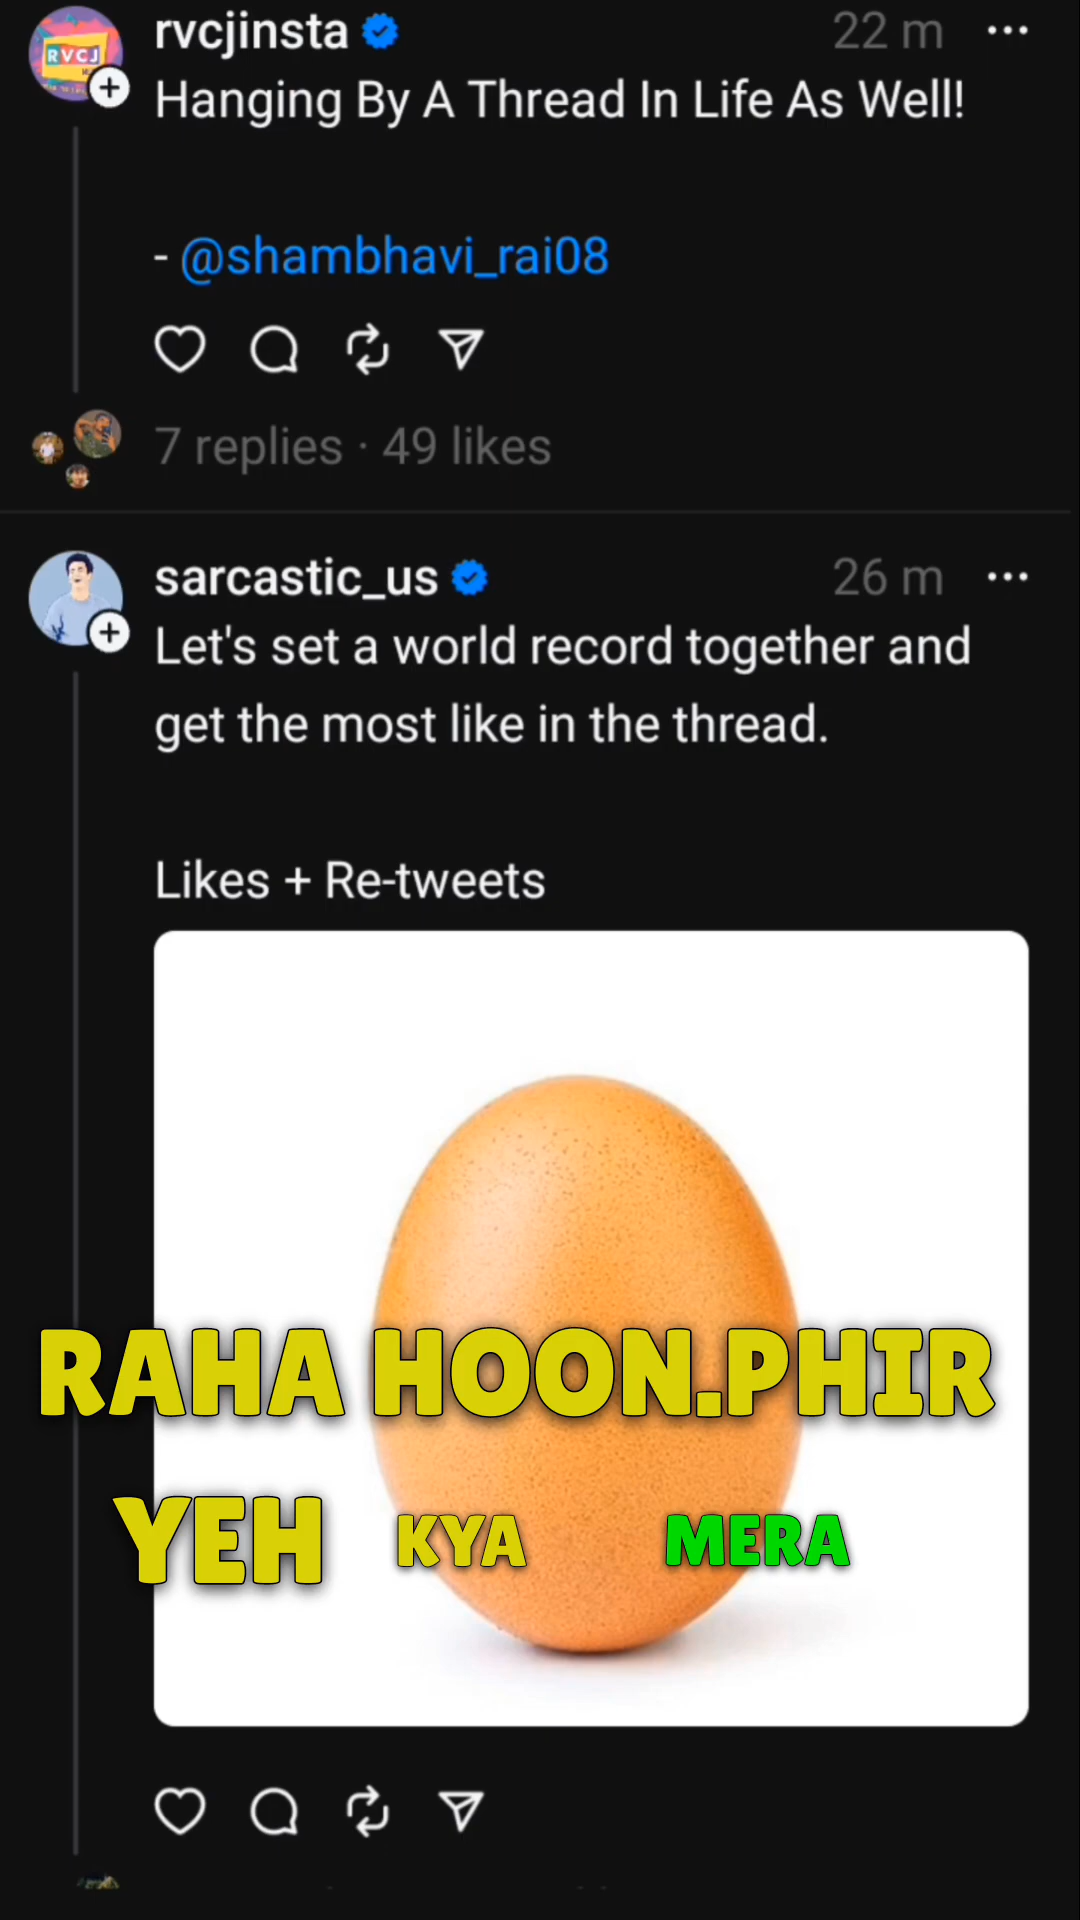 rvcjinsta 22 m
RVCJ
Hanging By A Thread In Life As Well!
- @shambhavi_rai08
7 replies · 49 likes
sarcastic_us 26 m
Let's set a world record together and
get the most like in the thread.
Likes + Re-tweets
RAHA HOON.PHIR
YEH KYA MERA